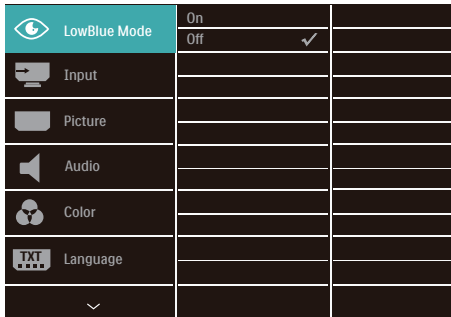 LowBlue Mode
On
Off
Input
Picture
Audio
Color
TXT
Language